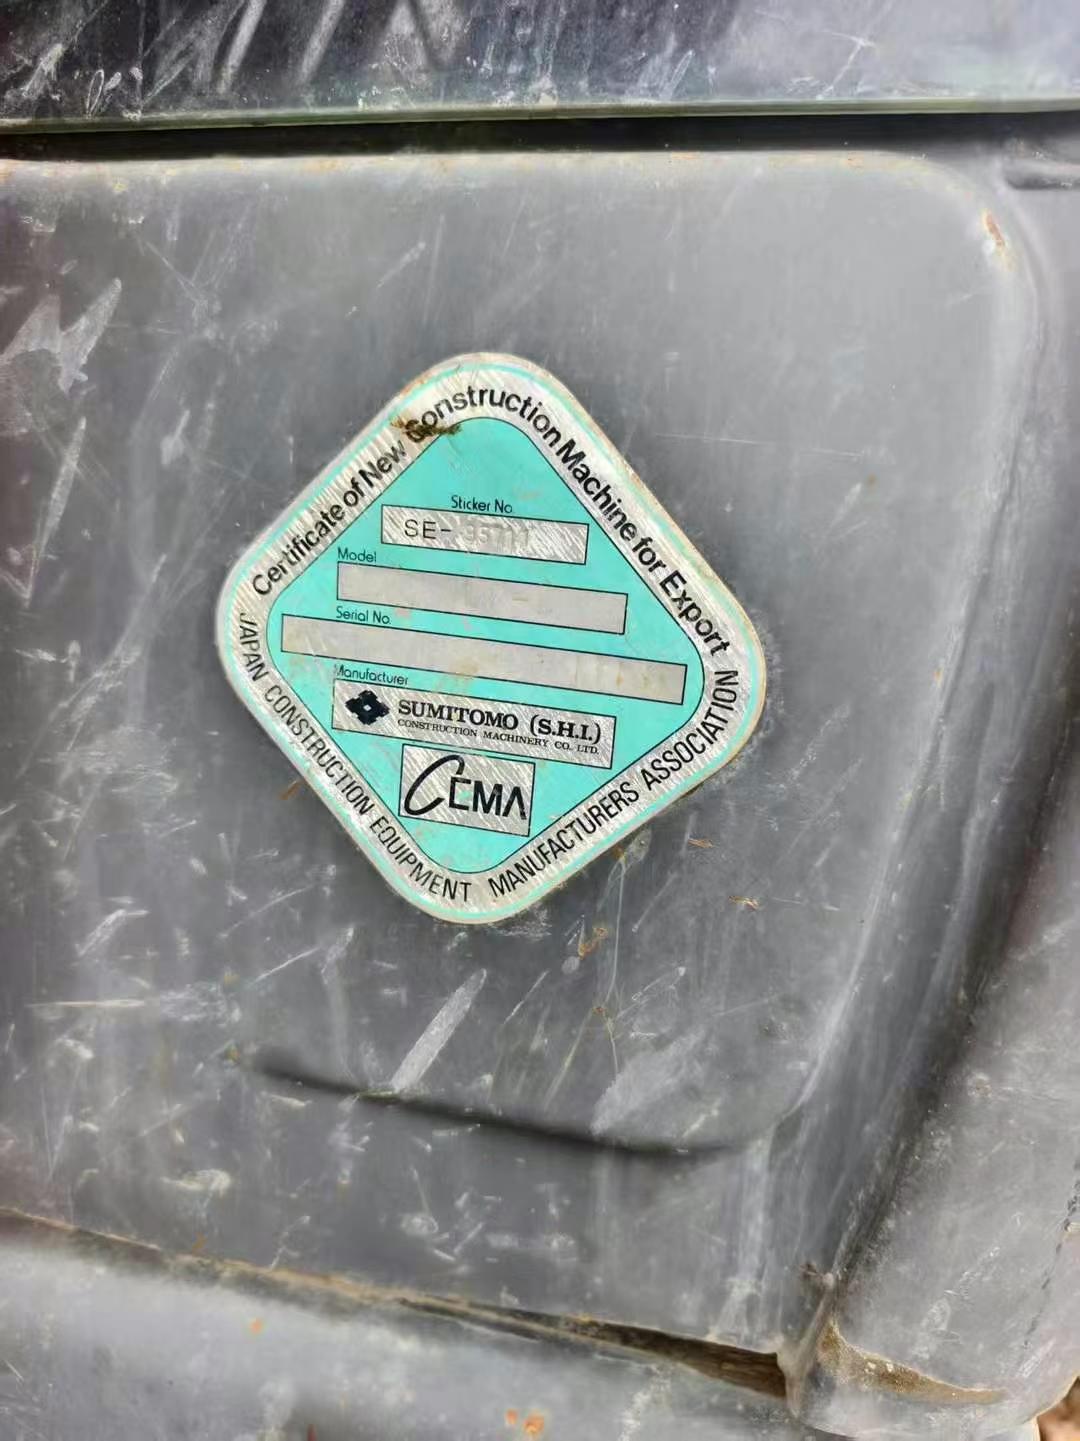 Certificate of New Construction Machine for Export
Sticker No.
SE-
Model
Serial No.
Manufacturer
SUMITOMO (S.H.I.)
CONSTRUCTION MACHINERY CO. LTD.
CEMA
JAPAN CONSTRUCTION EQUIPMENT MANUFACTURERS ASSOCIATION